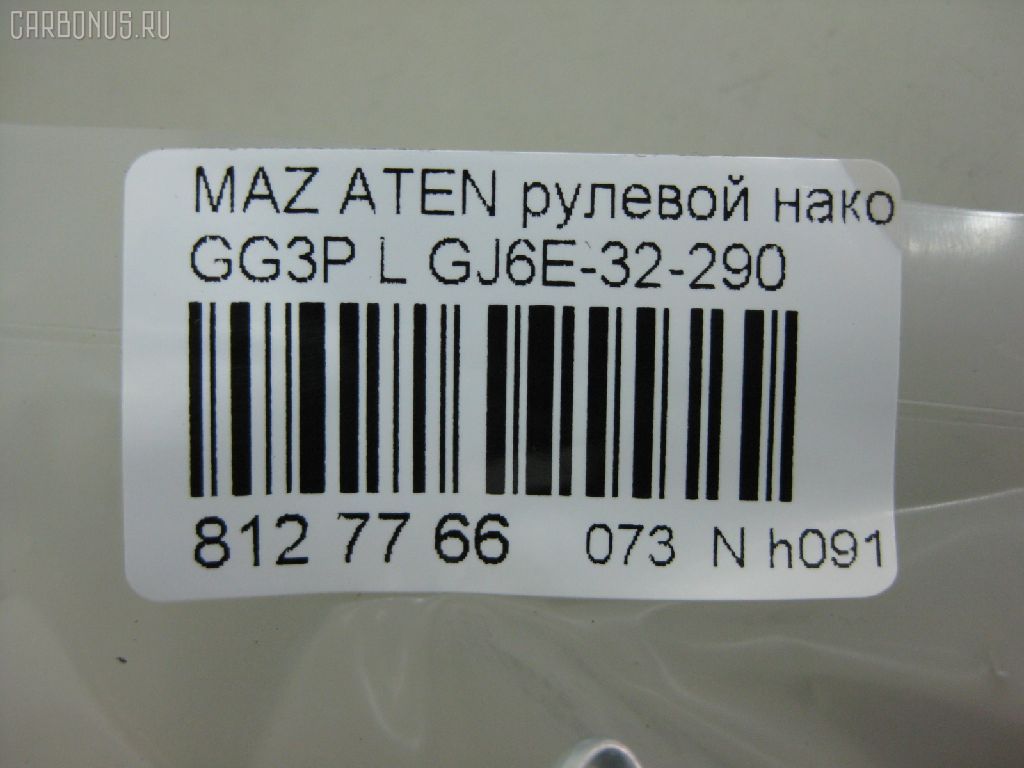 CARBONUS.RU
MAZ ATEN рулевой нако
GG3P L GJ6E-32-290
812 77 66 073 N h091